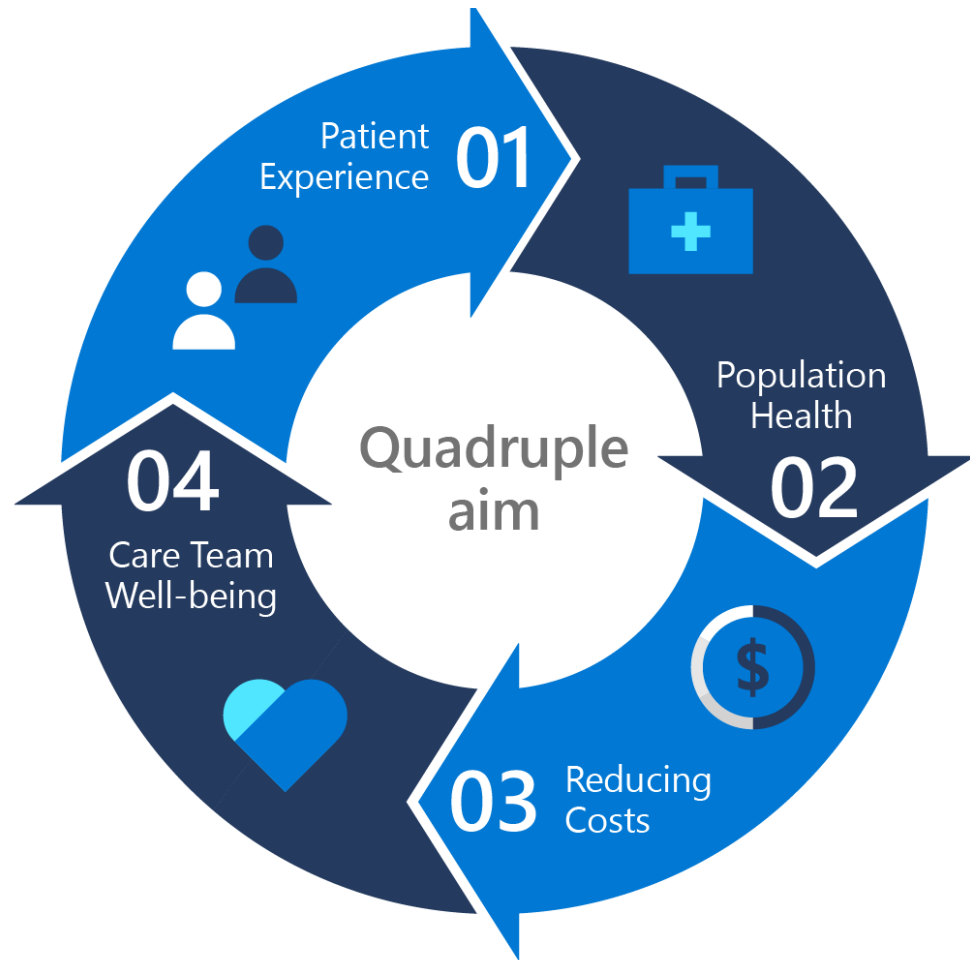 Patient
Experience
01
Population
Health
02
Reducing
Costs
03
04
Care Team
Well-being
Quadruple
aim
$